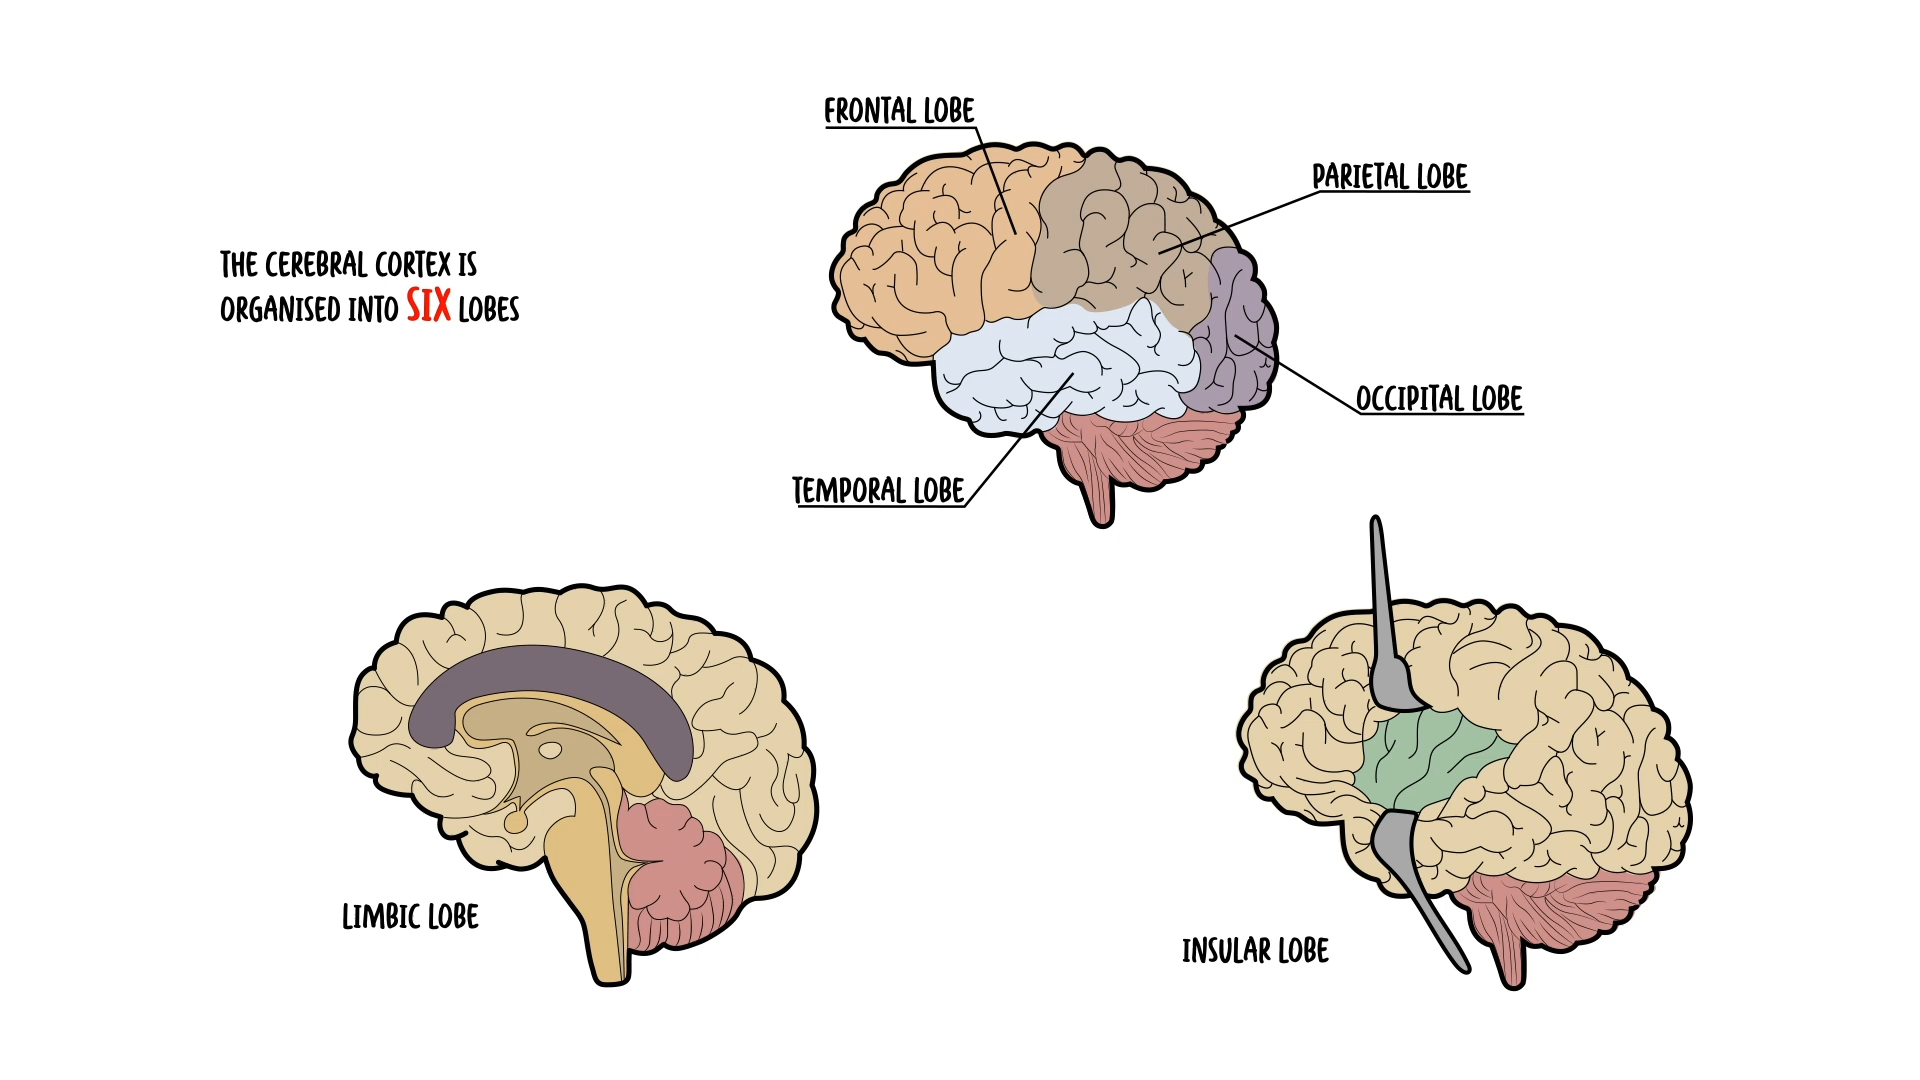 FRONTAL LOBE
PARIETAL LOBE
THE CEREBRAL CORTEX IS
ORGANISED INTO SIX LOBES
OCCIPITAL LOBE
TEMPORAL LOBE
LIMBIC LOBE
INSULAR LOBE